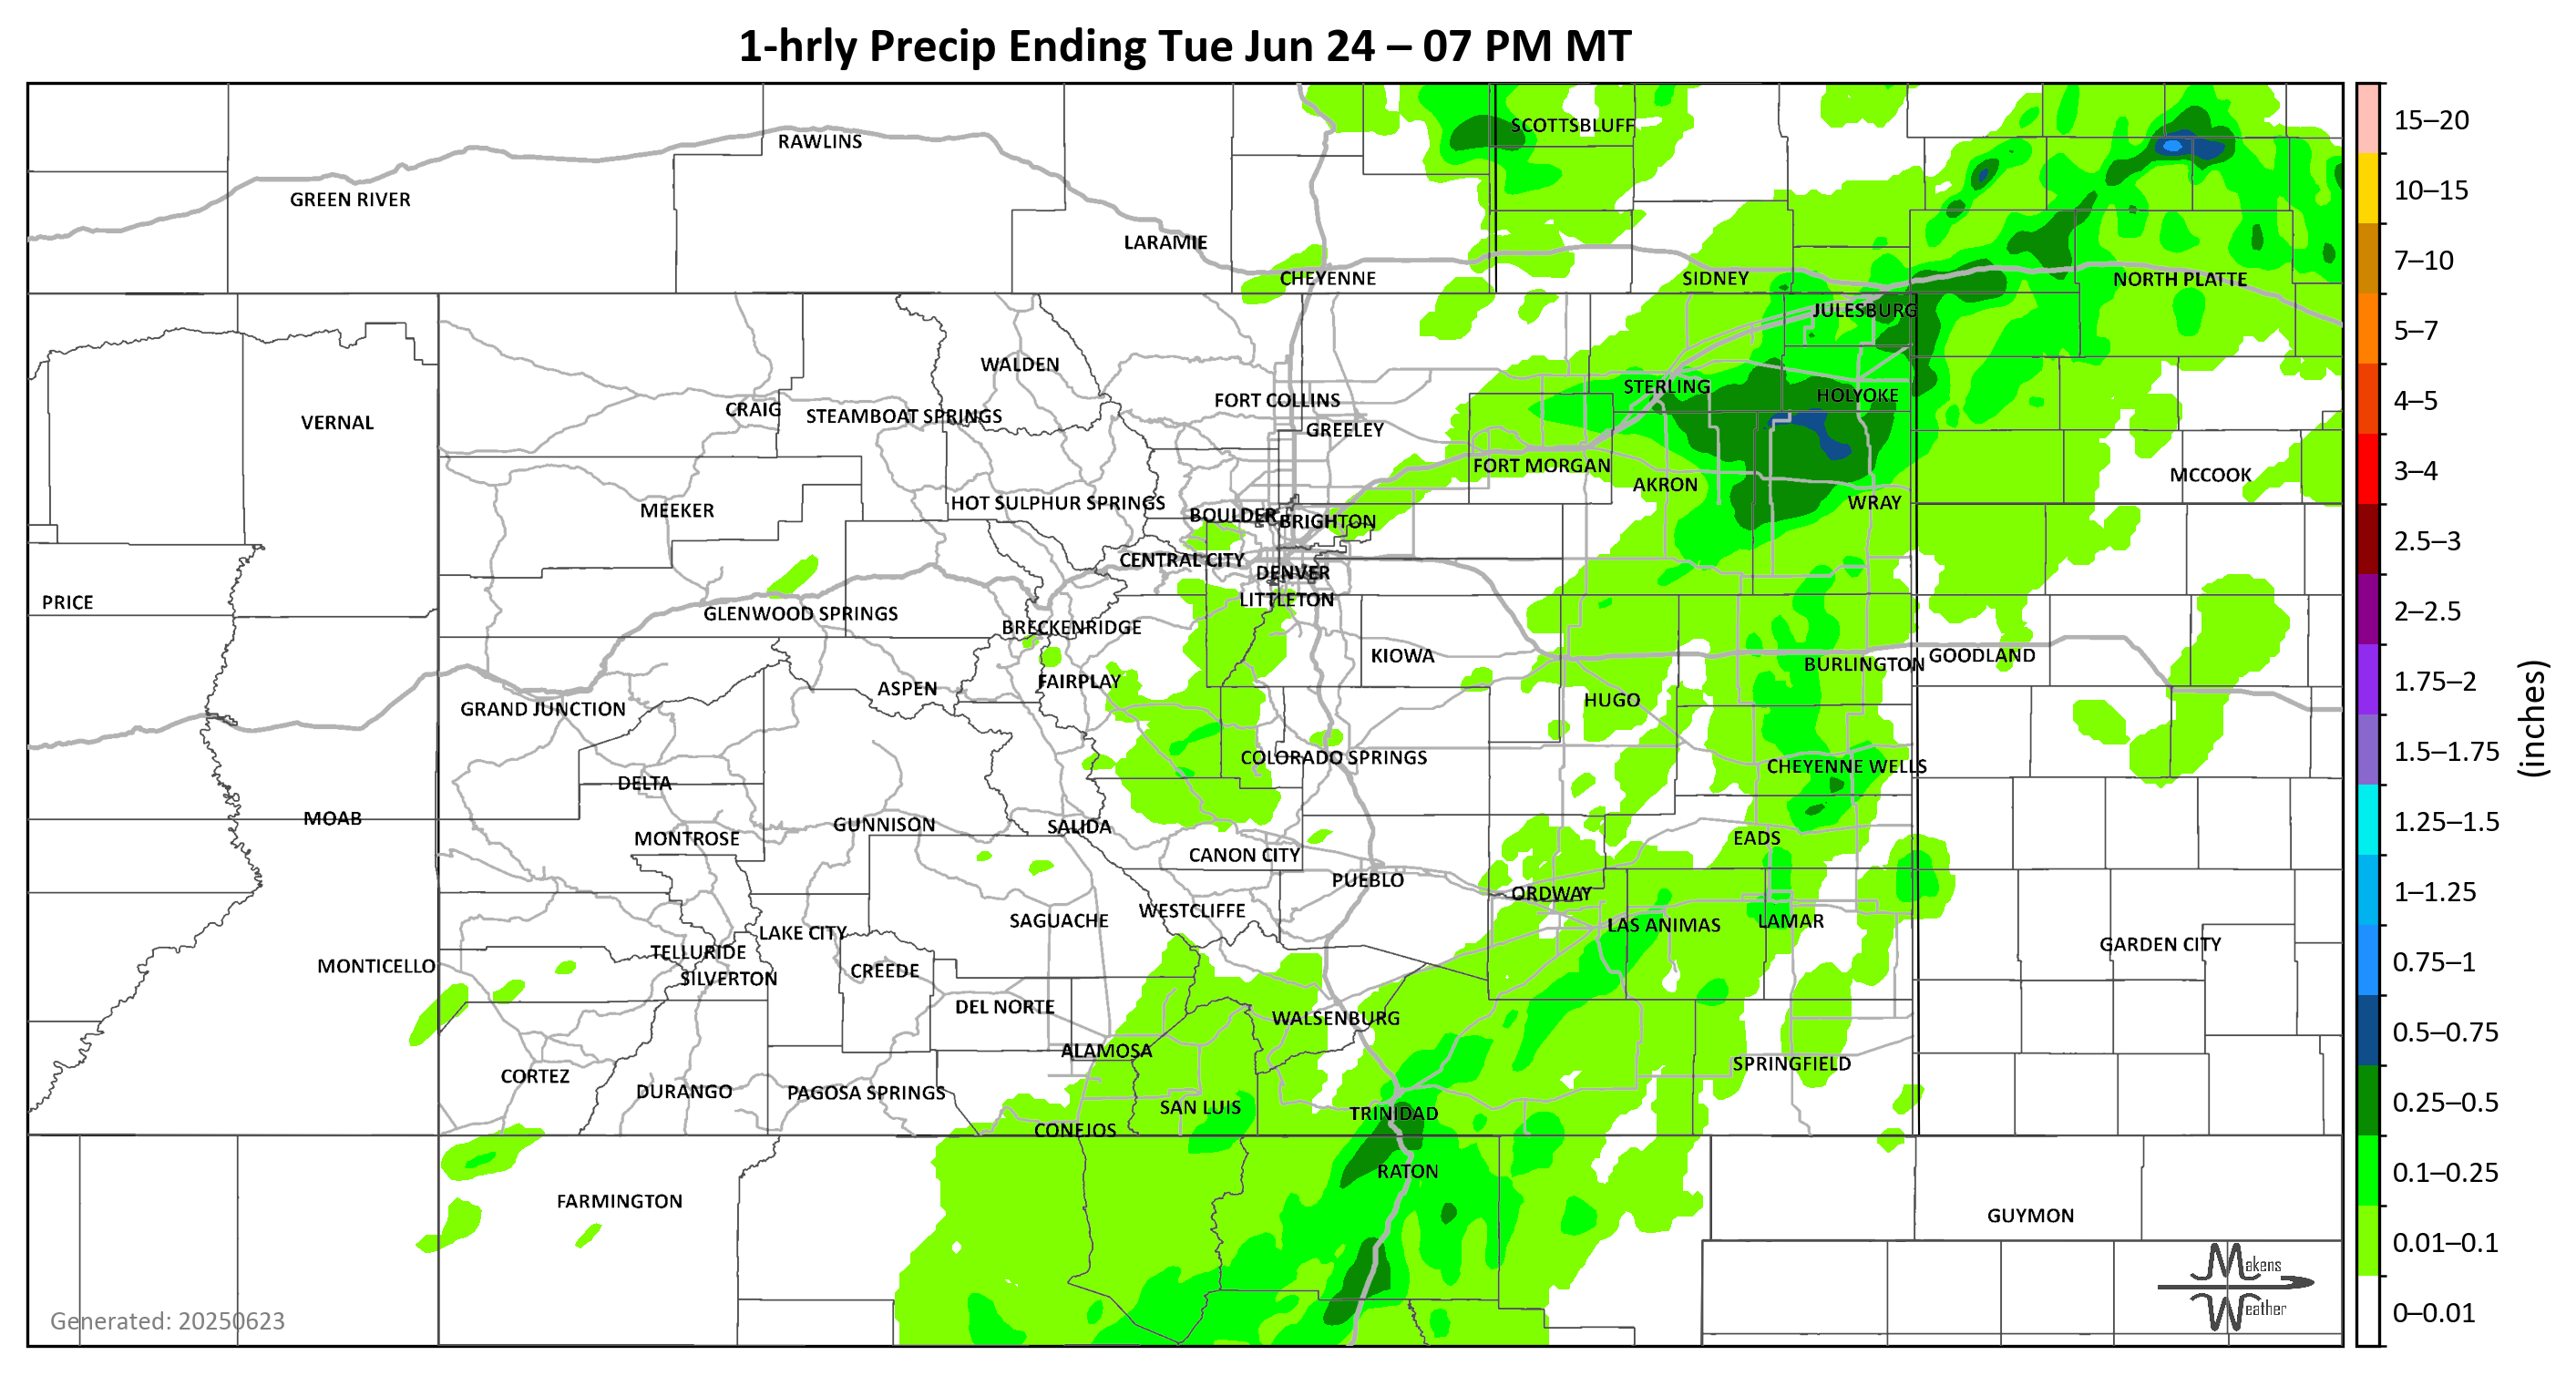 1-hrly Precip Ending Tue Jun 24 – 07 PM MT
SCOTTSBLUFF
RAWLINS
GREEN RIVER
LARAMIE
CHEYENNE
SIDNEY
NORTH PLATTE
JULESBURG
WALDEN
STERLING
HOLYOKE
FORT COLLINS
CRAIG
STEAMBOAT SPRINGS
VERNAL
GREELEY
FORT MORGAN
MCCOOK
AKRON
WRAY
HOT SULPHUR SPRINGS
MEEKER
BOULDER
BRIGHTON
CENTRAL CITY
DENVER
LITTLETON
PRICE
GLENWOOD SPRINGS
BRECKENRIDGE
KIOWA
BURLINGTON
GOODLAND
FAIRPLAY
ASPEN
HUGO
GRAND JUNCTION
COLORADO SPRINGS
CHEYENNE WELLS
DELTA
MOAB
GUNNISON
SALIDA
MONTROSE
EADS
CANON CITY
PUEBLO
ORDWAY
WESTCLIFFE
SAGUACHE
LAS ANIMAS
LAMAR
LAKE CITY
GARDEN CITY
TELLURIDE
MONTICELLO
CREEDE
SILVERTON
DEL NORTE
WALSENBURG
ALAMOSA
SPRINGFIELD
CORTEZ
DURANGO
PAGOSA SPRINGS
SAN LUIS
TRINIDAD
CONEJOS
RATON
FARMINGTON
GUYMON
Makens
Weather
Generated: 20250623
15–20
10–15
7–10
5–7
4–5
3–4
2.5–3
2–2.5
1.75–2
1.5–1.75
1.25–1.5
1–1.25
0.75–1
0.5–0.75
0.25–0.5
0.1–0.25
0.01–0.1
0–0.01
(inches)